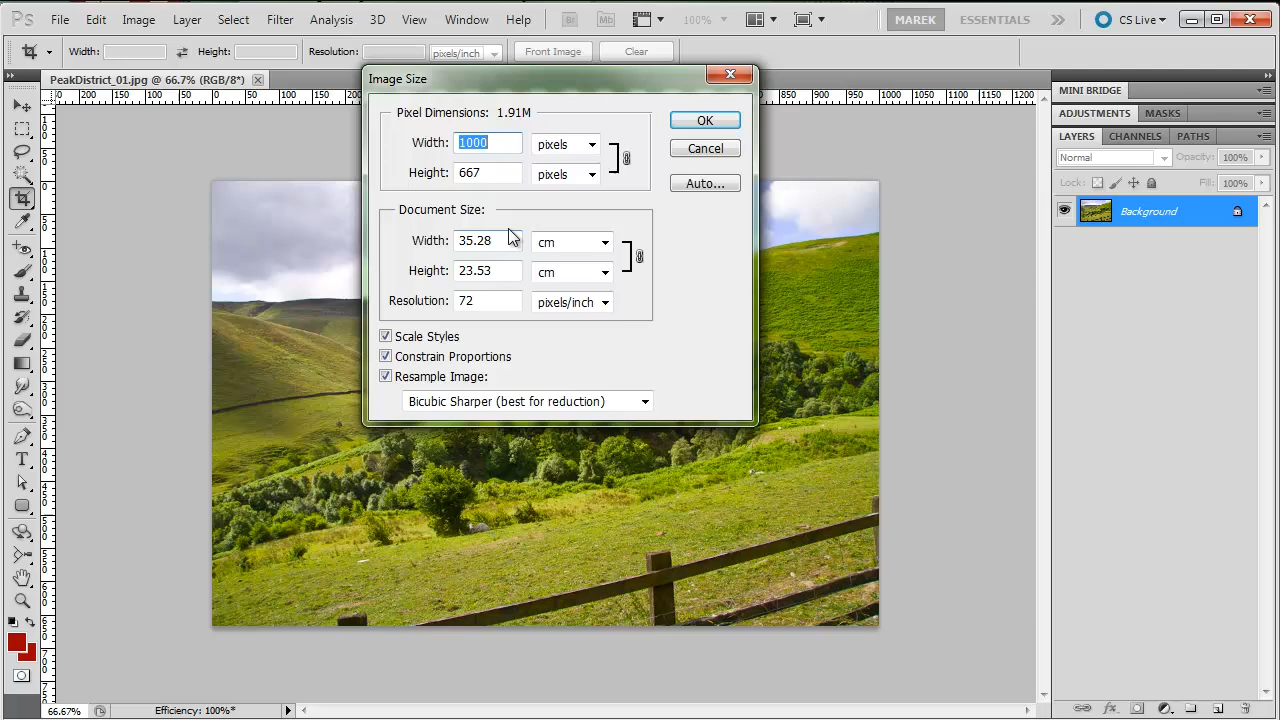 Ps File Edit Image Layer Select Filter Analysis 3D View Window Help Br Mb 100% MAREK ESSENTIALS CS Live
Width: Height: Resolution: pixels/inch Front Image Clear
PeakDistrict_01.jpg @ 66.7% (RGB/8*)
Image Size
Pixel Dimensions: 1.91M
Width: 1000 pixels
Height: 667 pixels
OK
Cancel
Auto...
Document Size:
Width: 35.28 cm
Height: 23.53 cm
Resolution: 72 pixels/inch
Scale Styles
Constrain Proportions
Resample Image:
Bicubic Sharper (best for reduction)
MINI BRIDGE
ADJUSTMENTS MASKS
LAYERS CHANNELS PATHS
Normal Opacity: 100%
Lock: Fill: 100%
Background
66.67% Efficiency: 100%*